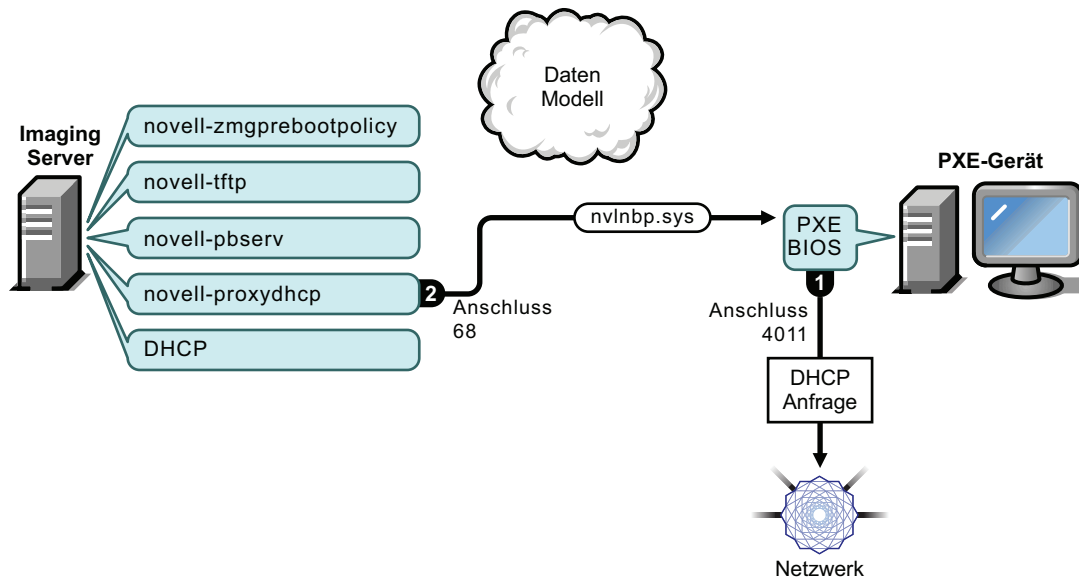 Daten
Modell
Imaging
Server
novell-zmgprebootpolicy
novell-tftp
novell-pbserv
novell-proxydhcp
DHCP
2
Anschluss
68
nvlnbp.sys
PXE
BIOS
PXE-Gerät
1
Anschluss
4011
DHCP
Anfrage
Netzwerk